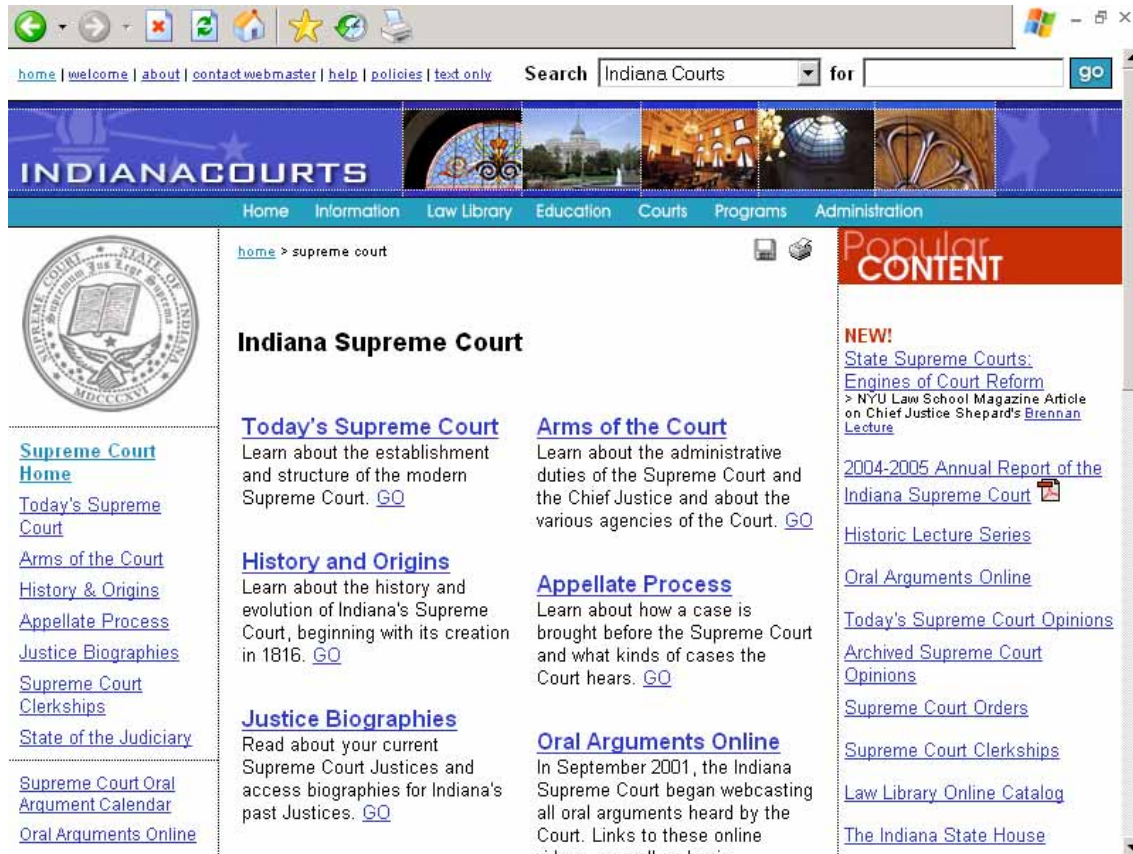 home | welcome | about | contact webmaster | help | policies | text only
Search Indiana Courts for go
INDIANACOURTS
Home Information Law Library Education Courts Programs Administration
SUPREME COURT STATE OF INDIANA
Jus Lege Suprema
MDCCCXVI
Supreme Court
Home
Today's Supreme
Court
Arms of the Court
History & Origins
Appellate Process
Justice Biographies
Supreme Court
Clerkships
State of the Judiciary
Supreme Court Oral
Argument Calendar
Oral Arguments Online
home > supreme court
Indiana Supreme Court
Today's Supreme Court
Learn about the establishment
and structure of the modern
Supreme Court. GO
History and Origins
Learn about the history and
evolution of Indiana's Supreme
Court, beginning with its creation
in 1816. GO
Justice Biographies
Read about your current
Supreme Court Justices and
access biographies for Indiana's
past Justices. GO
Arms of the Court
Learn about the administrative
duties of the Supreme Court and
the Chief Justice and about the
various agencies of the Court. GO
Appellate Process
Learn about how a case is
brought before the Supreme Court
and what kinds of cases the
Court hears. GO
Oral Arguments Online
In September 2001, the Indiana
Supreme Court began webcasting
all oral arguments heard by the
Court. Links to these online
Popular
CONTENT
NEW!
State Supreme Courts:
Engines of Court Reform
> NYU Law School Magazine Article
on Chief Justice Shepard's Brennan
Lecture
2004-2005 Annual Report of the
Indiana Supreme Court
Historic Lecture Series
Oral Arguments Online
Today's Supreme Court Opinions
Archived Supreme Court
Opinions
Supreme Court Orders
Supreme Court Clerkships
Law Library Online Catalog
The Indiana State House